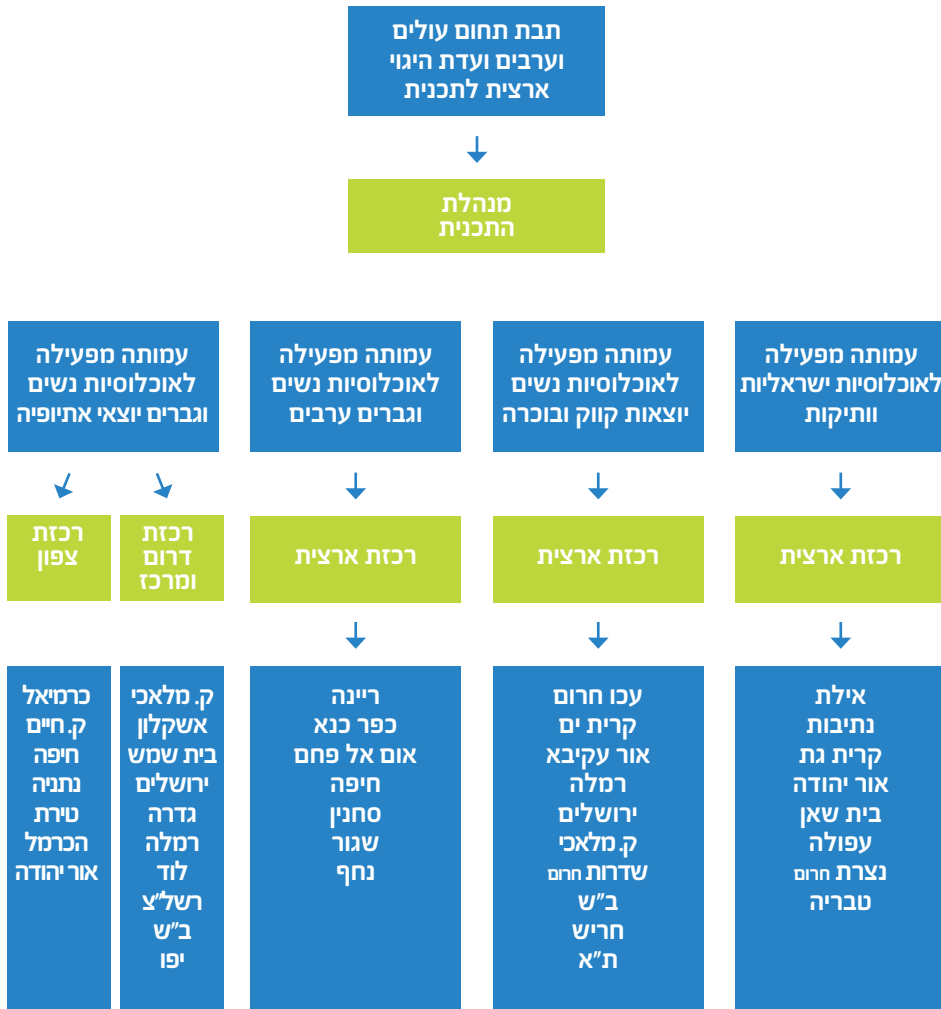 תבת תחום עולים
וערבים ועדת היגוי
ארצית לתכנית
מנהלת
התכנית
עמותה מפעילה
לאוכלוסיות ישראליות
וותיקות
רכזת ארצית
אילת
נתיבות
קרית גת
אור יהודה
בית שאן
עפולה
נצרת חרום
טבריה
עמותה מפעילה
לאוכלוסיות נשים
יוצאות קווק ובוכרה
רכזת ארצית
עכו חרום
קרית ים
אור עקיבא
רמלה
ירושלים
ק. מלאכי
שדרות חרום
ב"ש
חריש
ת"א
עמותה מפעילה
לאוכלוסיות נשים
וגברים ערבים
רכזת ארצית
ריינה
כפר כנא
אום אל פחם
חיפה
סחנין
שגור
נחף
עמותה מפעילה
לאוכלוסיות נשים
וגברים יוצאי אתיופיה
רכזת
דרום
ומרכז
ק. מלאכי
אשקלון
בית שמש
ירושלים
גדרה
רמלה
לוד
רשל"צ
ב"ש
יפו
רכזת
צפון
כרמיאל
ק. חיים
חיפה
נתניה
טירת
הכרמל
אור יהודה